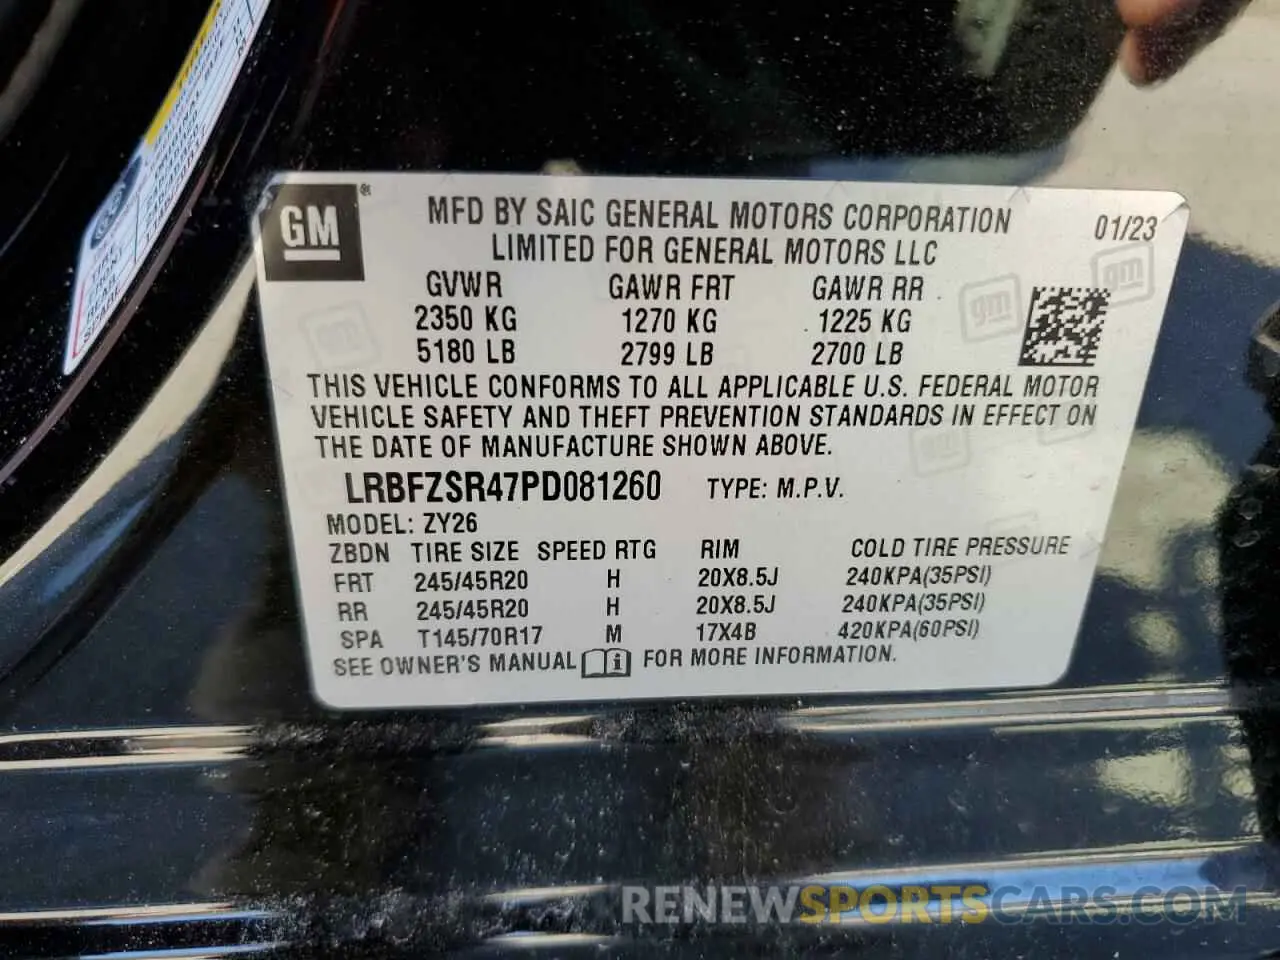 GM ®
MFD BY SAIC GENERAL MOTORS CORPORATION
LIMITED FOR GENERAL MOTORS LLC
01/23
GVWR GAWR FRT GAWR RR
2350 KG 1270 KG 1225 KG
5180 LB 2799 LB 2700 LB
gm
gm
THIS VEHICLE CONFORMS TO ALL APPLICABLE U.S. FEDERAL MOTOR
VEHICLE SAFETY AND THEFT PREVENTION STANDARDS IN EFFECT ON
THE DATE OF MANUFACTURE SHOWN ABOVE.
LRBFZSR47PD081260 TYPE: M.P.V.
MODEL: ZY26
ZBDN TIRE SIZE SPEED RTG RIM COLD TIRE PRESSURE
FRT 245/45R20 H 20X8.5J 240KPA(35PSI)
RR 245/45R20 H 20X8.5J 240KPA(35PSI)
SPA T145/70R17 M 17X4B 420KPA(60PSI)
SEE OWNER'S MANUAL i FOR MORE INFORMATION.
RENEWSPORTSCARS.COM